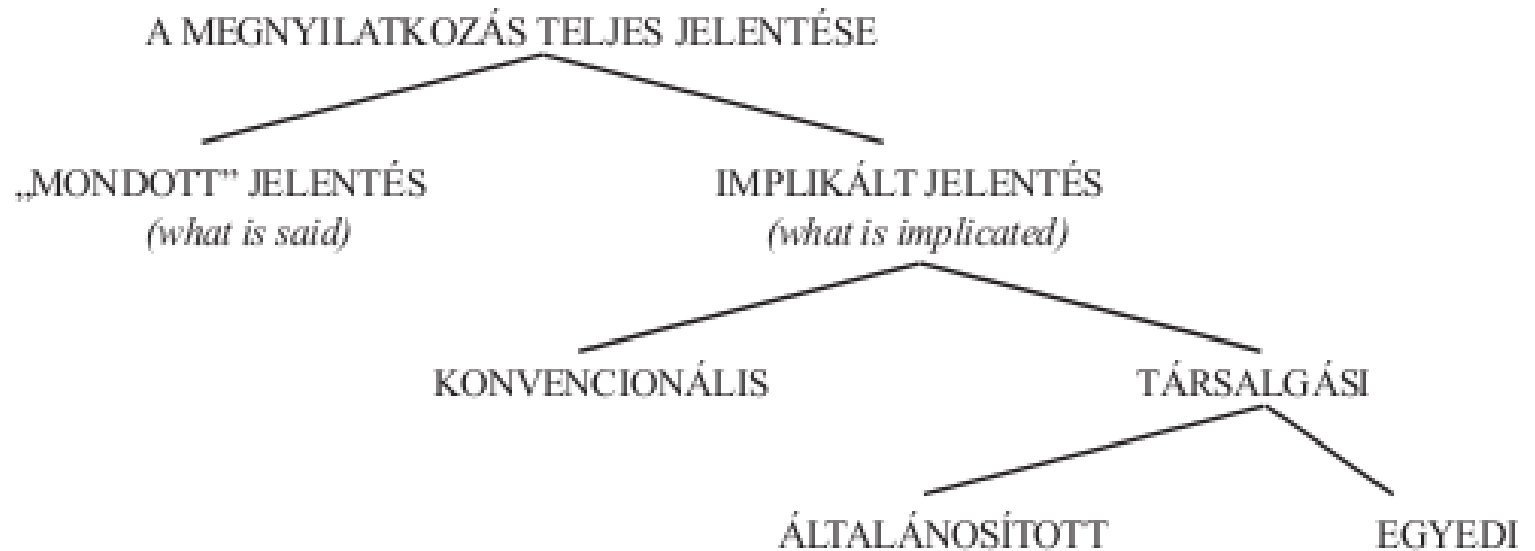 A MEGNYILATKOZÁS TELJES JELENTÉSE
„MONDOTT” JELENTÉS
(what is said)
IMPLIKÁLT JELENTÉS
(what is implicated)
KONVENCIONÁLIS
TÁRSALGÁSI
ÁLTALÁNOSÍTOTT
EGYEDI